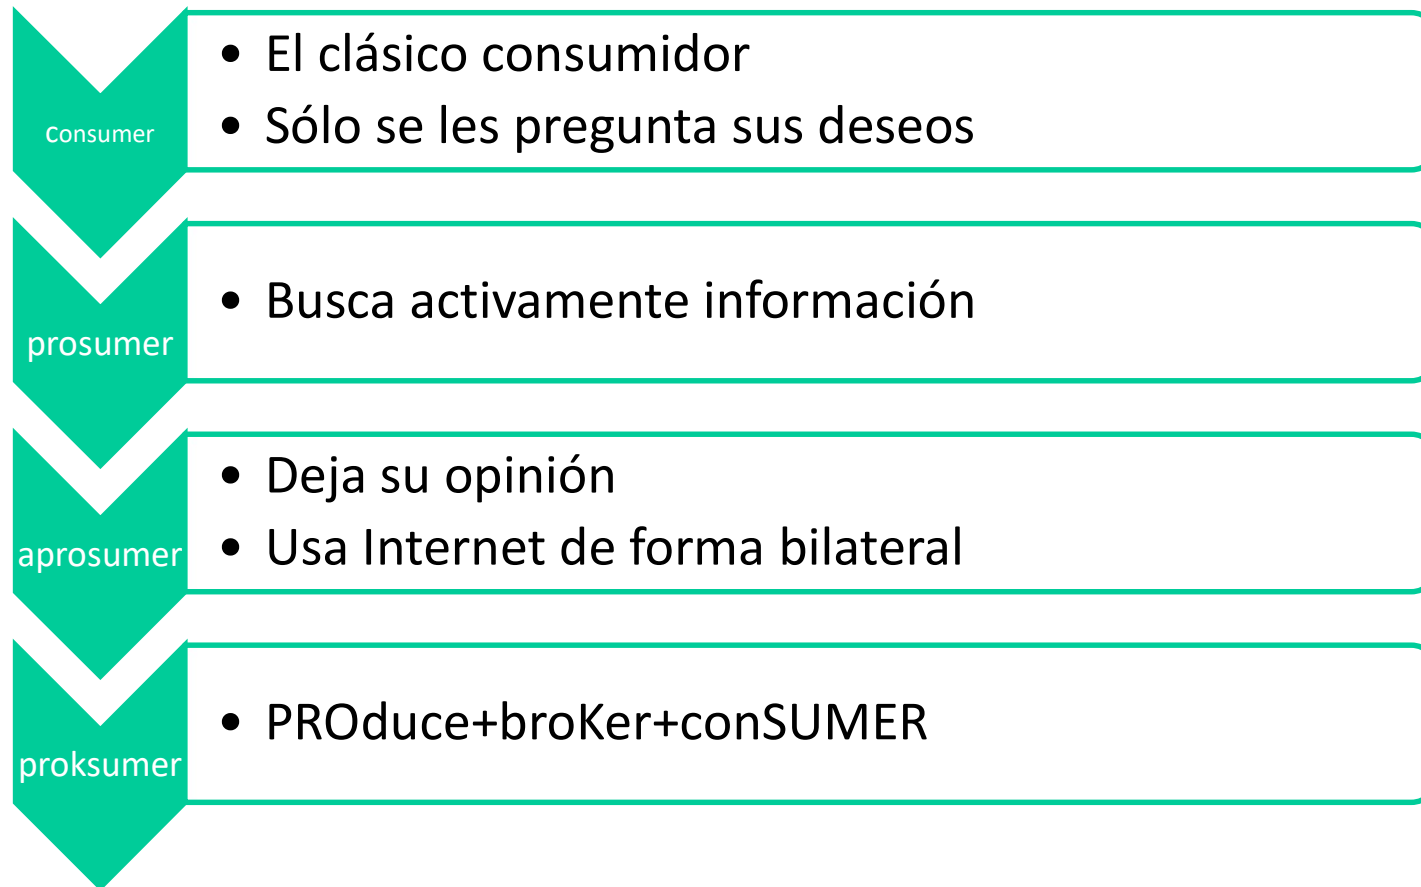 Consumer
• El clásico consumidor
• Sólo se les pregunta sus deseos
prosumer
• Busca activamente información
aprosumer
• Deja su opinión
• Usa Internet de forma bilateral
proksumer
• PROduce+broKer+conSUMER